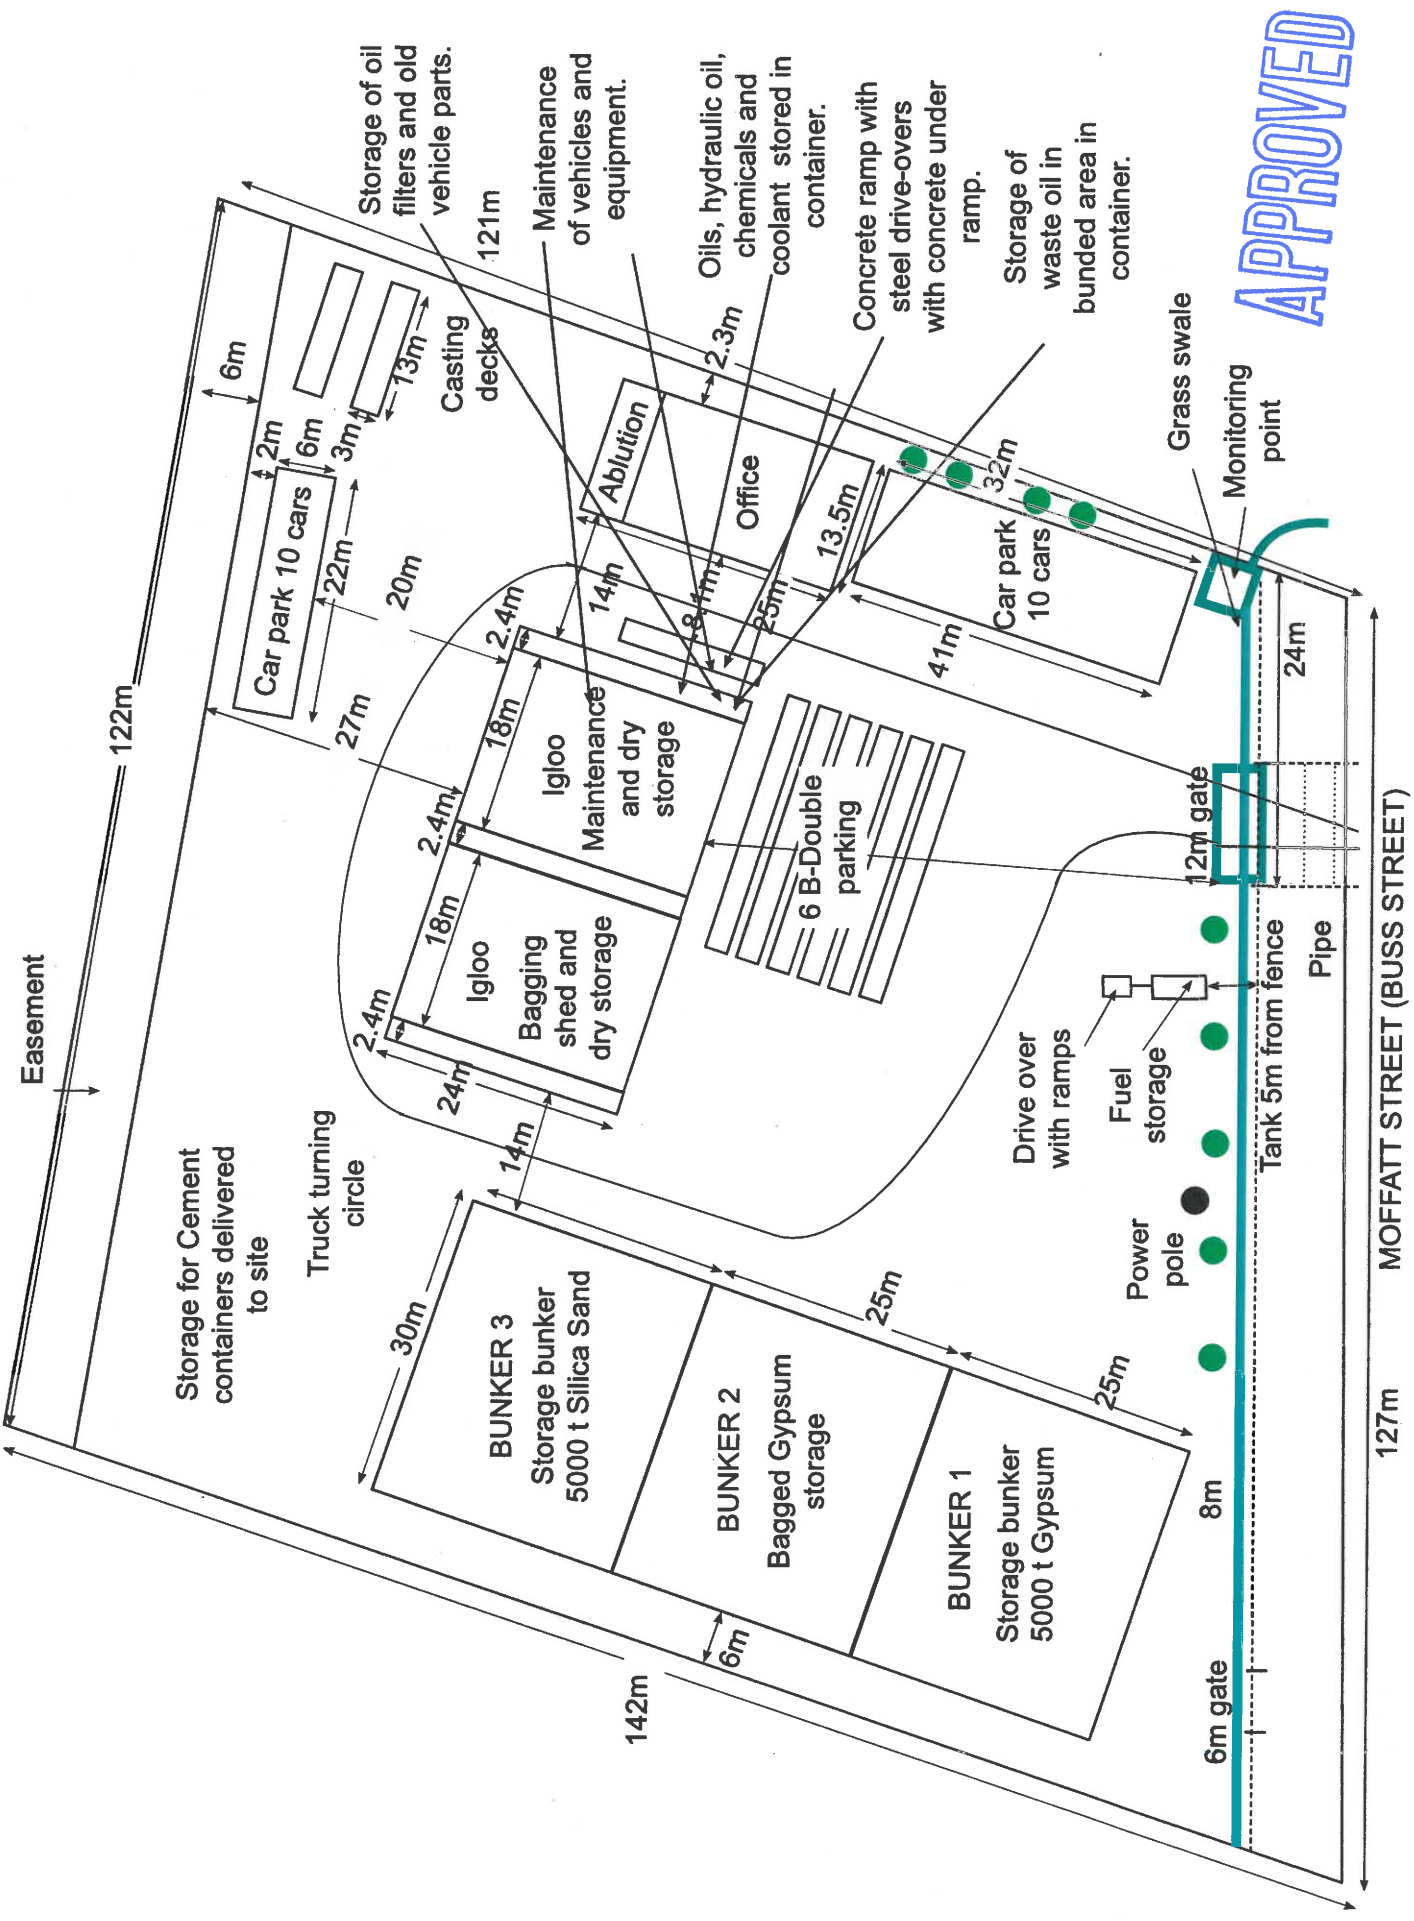 Easement
122m
Storage for Cement
containers delivered
to site
Truck turning
circle
Car park 10 cars
6m
2m
6m
3m
22m
13m
Casting
decks
121m
Storage of oil
filters and old
vehicle parts.
Maintenance
of vehicles and
equipment.
Oils, hydraulic oil,
chemicals and
coolant stored in
container.
Concrete ramp with
steel drive-overs
with concrete under
ramp.
Storage of
waste oil in
bunded area in
container.
Grass swale
Monitoring
point
APPROVED
2.3m
Ablution
Office
13.5m
32m
Car park
10 cars
41m
20m
27m
14m
8.1m
25m
2.4m
18m
Igloo
Maintenance
and dry
storage
2.4m
18m
Igloo
Bagging
shed and
dry storage
2.4m
24m
14m
6 B-Double
parking
30m
BUNKER 3
Storage bunker
5000 t Silica Sand
BUNKER 2
Bagged Gypsum
storage
25m
BUNKER 1
Storage bunker
5000 t Gypsum
25m
6m
142m
Drive over
with ramps
Fuel
storage
Power
pole
12m gate
24m
Tank 5m from fence
Pipe
8m
6m gate
MOFFATT STREET (BUSS STREET)
127m